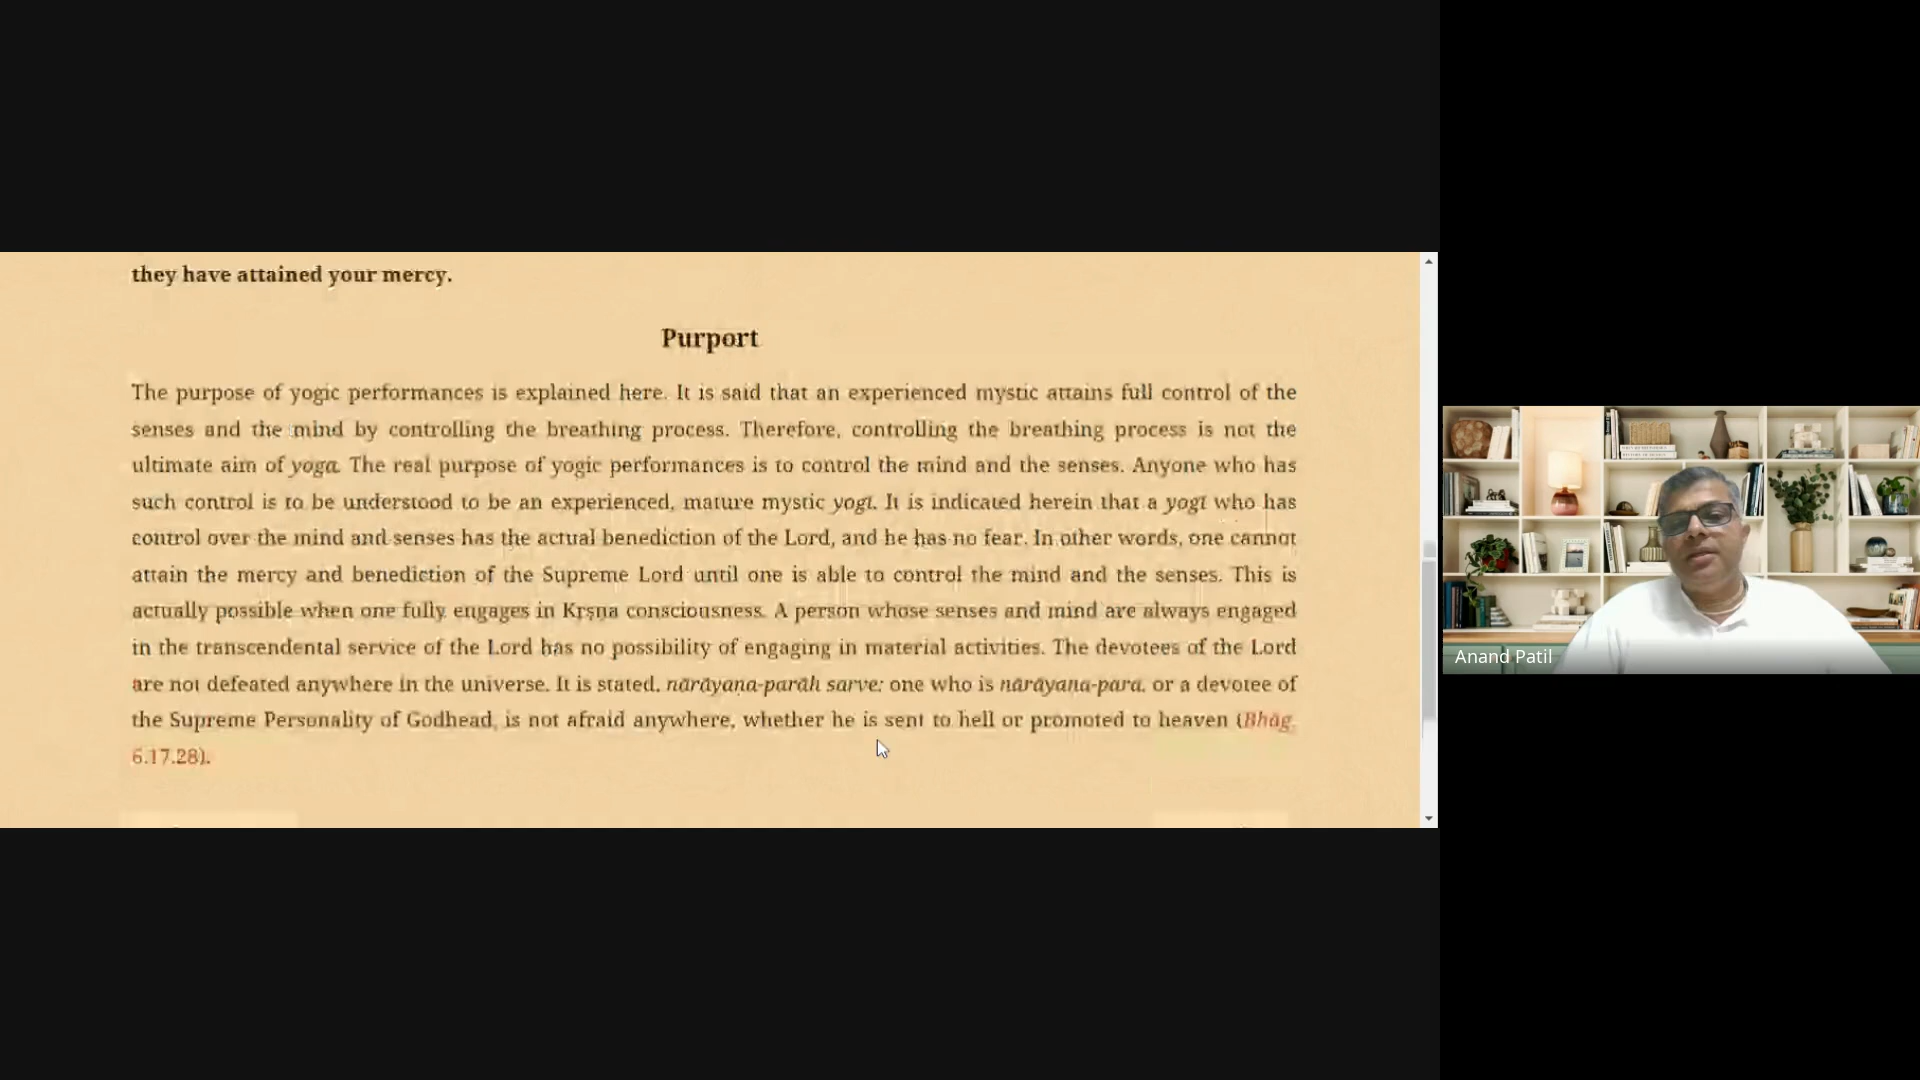 they have attained your mercy.
Purport
The purpose of yogic performances is explained here. It is said that an experienced mystic attains full control of the
senses and the mind by controlling the breathing process. Therefore, controlling the breathing process is not the
ultimate aim of yoga. The real purpose of yogic performances is to control the mind and the senses. Anyone who has
such control is to be understood to be an experienced, mature mystic yogī. It is indicated herein that a yogī who has
control over the mind and senses has the actual benediction of the Lord, and he has no fear. In other words, one cannot
attain the mercy and benediction of the Supreme Lord until one is able to control the mind and the senses. This is
actually possible when one fully engages in Kṛṣṇa consciousness. A person whose senses and mind are always engaged
in the transcendental service of the Lord has no possibility of engaging in material activities. The devotees of the Lord
are not defeated anywhere in the universe. It is stated, nārāyaṇa-parāḥ sarve: one who is nārāyaṇa-para, or a devotee of
the Supreme Personality of Godhead, is not afraid anywhere, whether he is sent to hell or promoted to heaven (Bhāg.
6.17.28).
Anand Patil